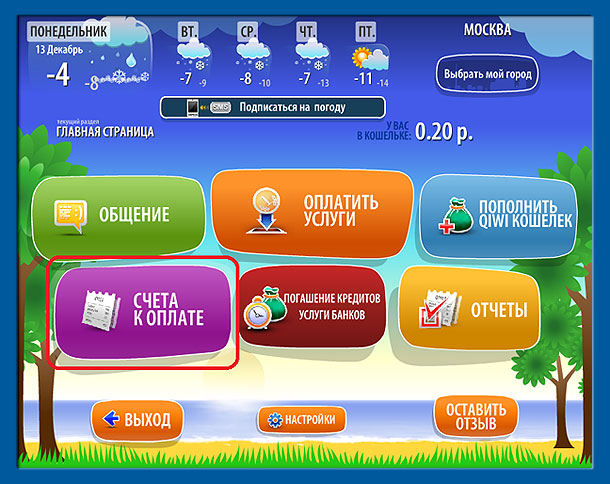 ПОНЕДЕЛЬНИК
13 Декабрь
-4
-8
ВТ.
-7 -9
СР.
-8 -10
ЧТ.
-7 -13
ПТ.
-11 -14
МОСКВА
Выбрать мой город
SMS Подписаться на погоду
текущий раздел
ГЛАВНАЯ СТРАНИЦА
У ВАС
В КОШЕЛЬКЕ: 0.20 р.
ОБЩЕНИЕ
ОПЛАТИТЬ
УСЛУГИ
ПОПОЛНИТЬ
QIWI КОШЕЛЕК
СЧЕТА
К ОПЛАТЕ
ПОГАШЕНИЕ КРЕДИТОВ
УСЛУГИ БАНКОВ
ОТЧЕТЫ
ВЫХОД
НАСТРОЙКИ
ОСТАВИТЬ
ОТЗЫВ